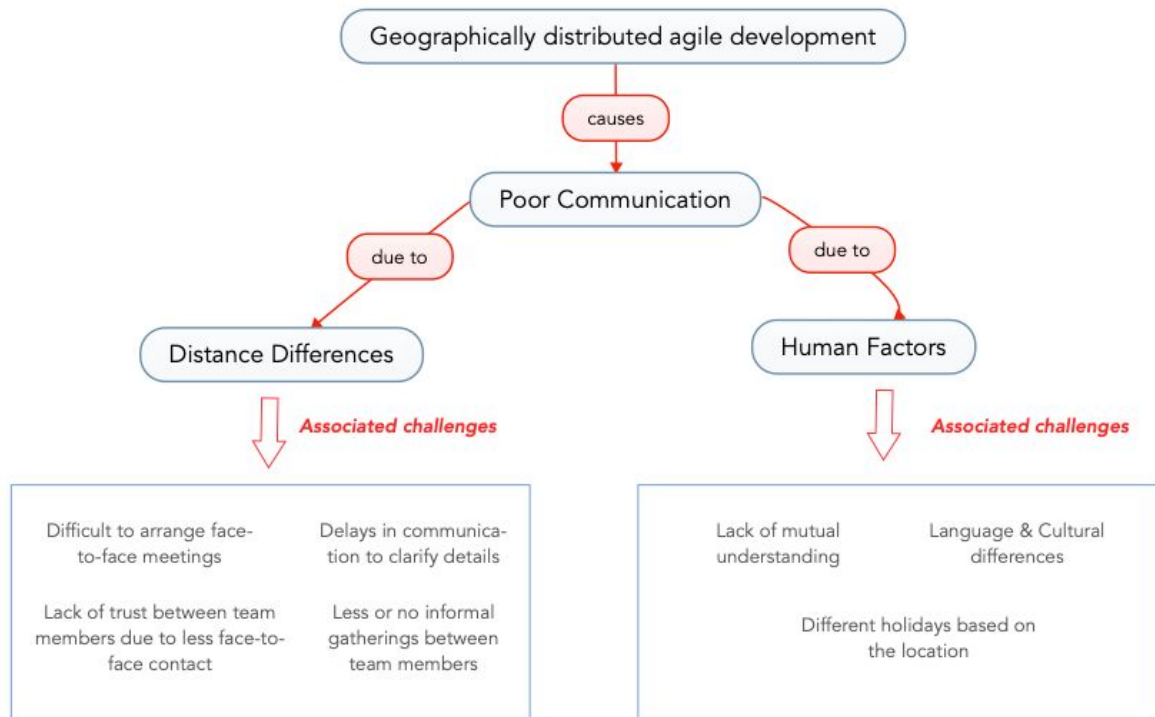 Geographically distributed agile development
causes
Poor Communication
due to
due to
Distance Differences
Human Factors
Associated challenges
Associated challenges
Difficult to arrange face-
to-face meetings
Delays in communica-
tion to clarify details
Lack of trust between team
members due to less face-to-
face contact
Less or no informal
gatherings between
team members
Lack of mutual
understanding
Language & Cultural
differences
Different holidays based on
the location